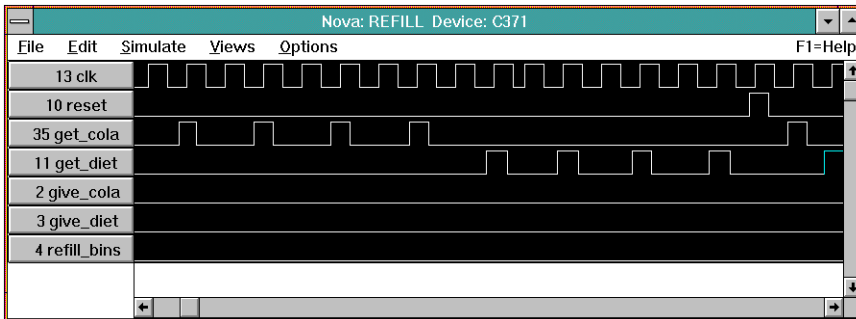 Nova: REFILL Device: C371
File Edit Simulate Views Options F1=Help
13 clk
10 reset
35 get_cola
11 get_diet
2 give_cola
3 give_diet
4 refill_bins